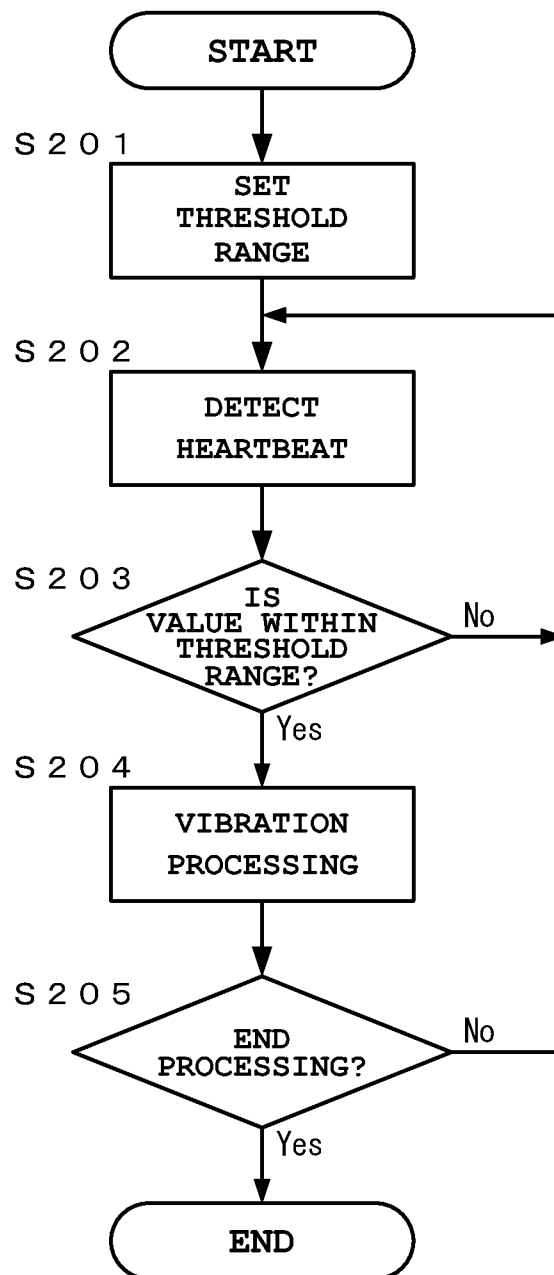 START
S201
SET
THRESHOLD
RANGE
S202
DETECT
HEARTBEAT
S203
IS
VALUE WITHIN
THRESHOLD
RANGE?
No
Yes
S204
VIBRATION
PROCESSING
S205
END
PROCESSING?
No
Yes
END